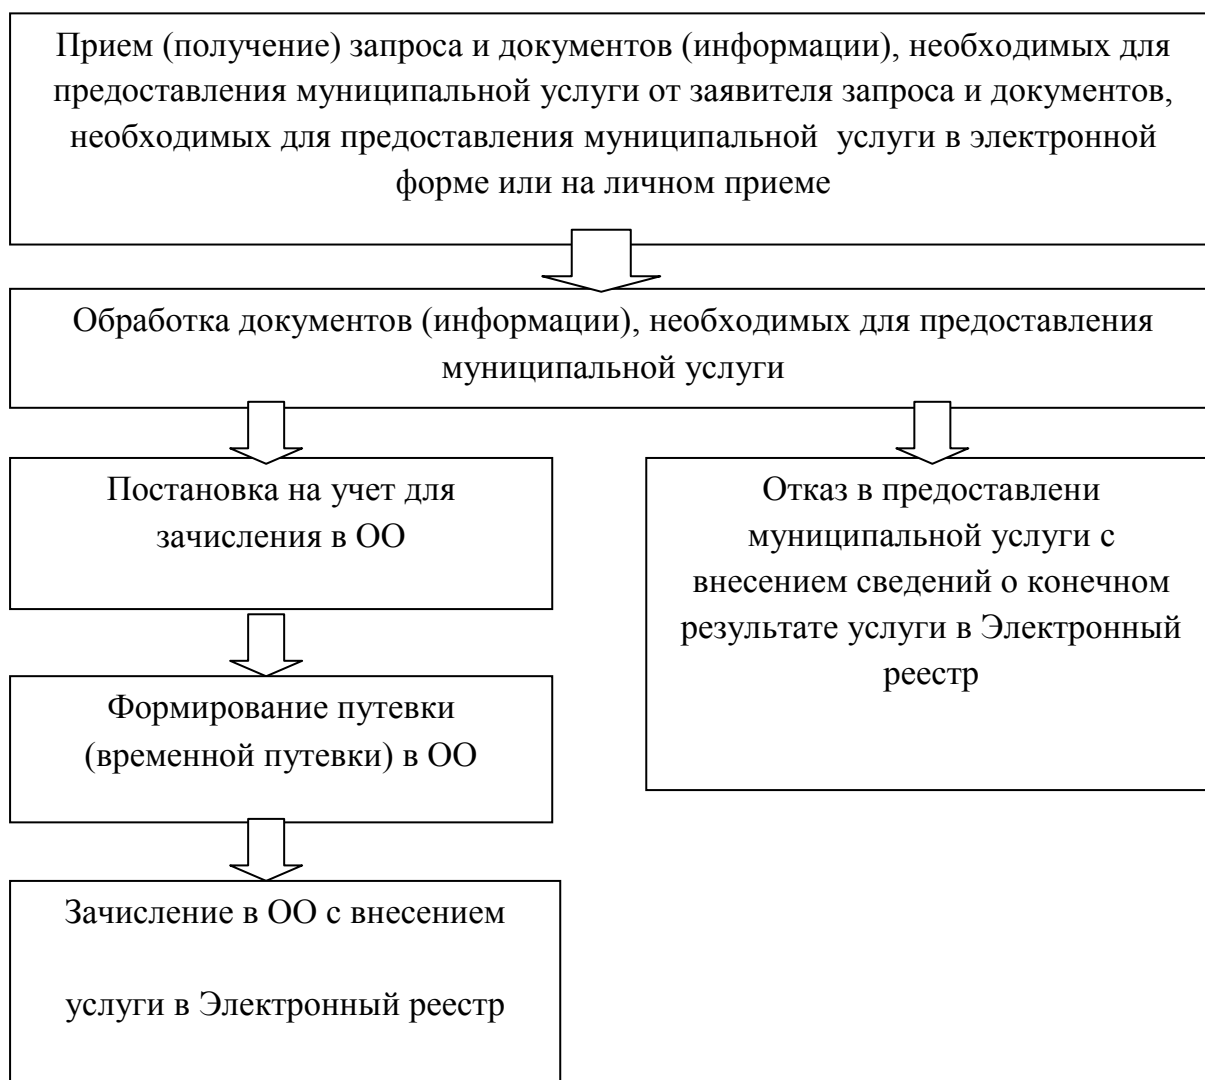 Прием (получение) запроса и документов (информации), необходимых для
предоставления муниципальной услуги от заявителя запроса и документов,
необходимых для предоставления муниципальной  услуги в электронной
форме или на личном приеме
Обработка документов (информации), необходимых для предоставления
муниципальной услуги
Постановка на учет для
зачисления в ОО
Отказ в предоставлени
муниципальной услуги с
внесением сведений о конечном
результате услуги в Электронный
реестр
Формирование путевки
(временной путевки) в ОО
Зачисление в ОО с внесением
услуги в Электронный реестр